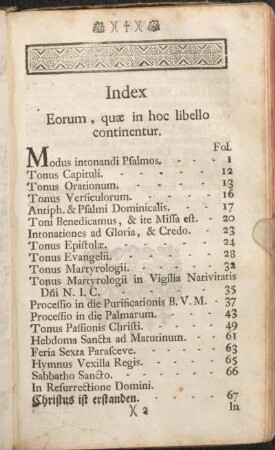 )( ✠ )(
Index
Eorum, quæ in hoc libello
continentur.
Fol.
Modus intonandi Psalmos. - - - 1
Tonus Capituli. - - - - - 12
Tonus Orationum. - - - - 13
Tonus Versiculorum. - - - - 16
Antiph. & Psalmi Dominicalis. - - 17
Toni Benedicamus, & ite Missa est. - 20
Intonationes ad Gloria, & Credo. - 23
Tonus Epistolæ. - - - - - 24
Tonus Evangelii. - - - - - 28
Tonus Martyrologii. - - - - 32
Tonus Martyrologii in Vigilia Nativitatis
Dñi N. I. C. - - - - - 35
Processio in die Purificationis B. V. M. - 37
Processio in die Palmarum. - - - 43
Tonus Passionis Christi. - - - - 49
Hebdoma Sancta ad Matutinum. - - 61
Feria Sexta Parasceve. - - - - 63
Hymnus Vexilla Regis. - - - - 65
Sabbatho Sancto. - - - - - 66
In Resurrectione Domini.
Christus ist erstanden. - - - - 67
)( 2
In